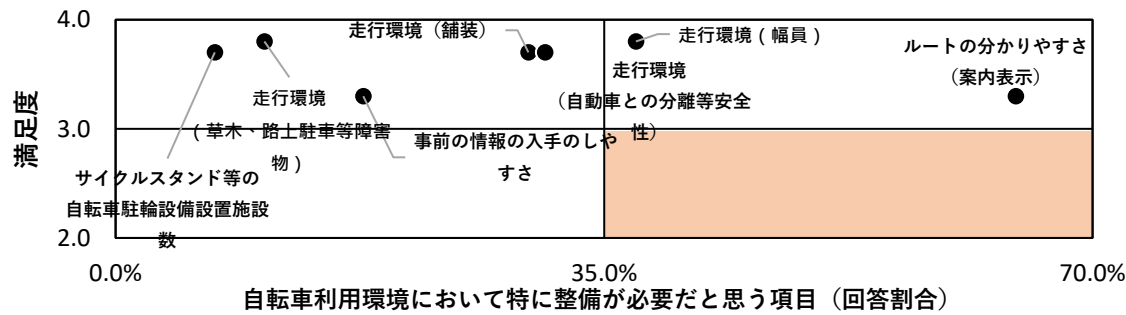 満足度
4.0
3.0
2.0
走行環境（舗装）
走行環境（幅員）
ルートの分かりやすさ
（案内表示）
走行環境
（自動車との分離等安全
性）
走行環境
（草木、路上駐車等障害
物）
事前の情報の入手のしや
すさ
サイクルスタンド等の
自転車駐輪設備設置施設
数
0.0%
35.0%
70.0%
自転車利用環境において特に整備が必要だと思う項目（回答割合）